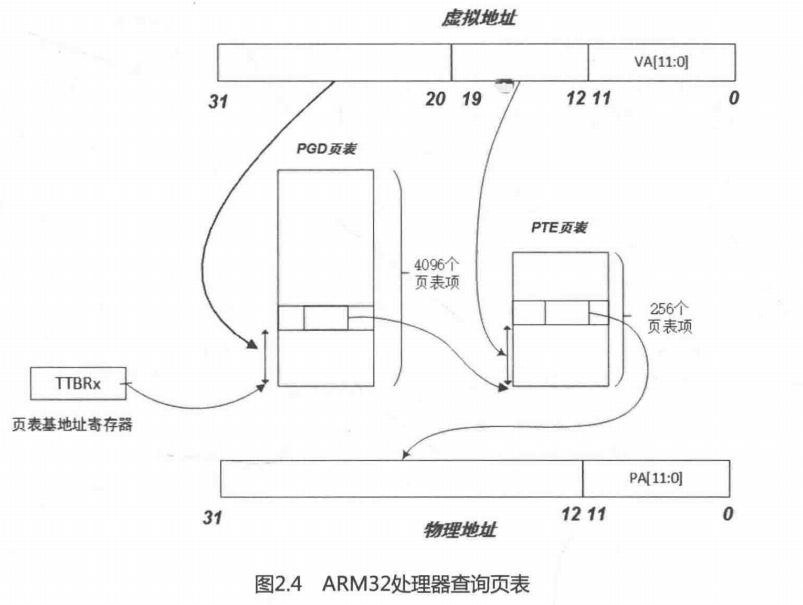 虚拟地址
VA[11:0]
31
20
19
12
11
0
PGD页表
PTE页表
4096个
页表项
256个
页表项
TTBRx
页表基地址寄存器
PA[11:0]
31
12
11
0
物理地址
图2.4 ARM32处理器查询页表